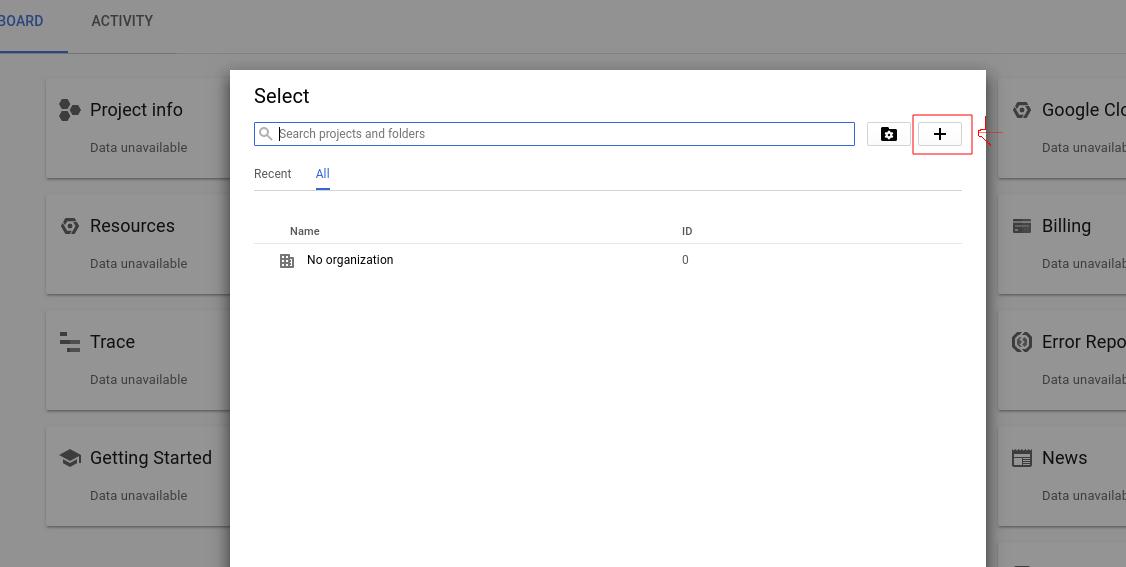 BOARD ACTIVITY
Select
Search projects and folders
Recent All
Name ID
No organization 0
Project info
Data unavailable
Resources
Data unavailable
Trace
Data unavailable
Getting Started
Data unavailable
Google Clo
Data unavailab
Billing
Data unavailab
Error Repo
Data unavailab
News
Data unavailab